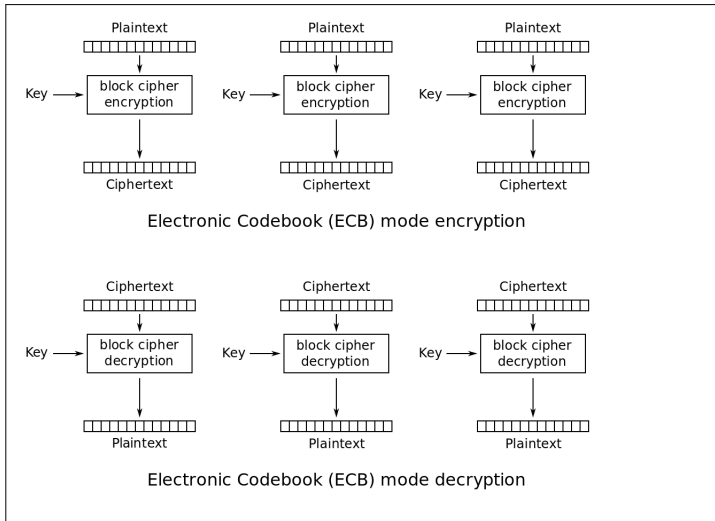 Plaintext Plaintext Plaintext
Key block cipher encryption Key block cipher encryption Key block cipher encryption
Ciphertext Ciphertext Ciphertext
Electronic Codebook (ECB) mode encryption
Ciphertext Ciphertext Ciphertext
Key block cipher decryption Key block cipher decryption Key block cipher decryption
Plaintext Plaintext Plaintext
Electronic Codebook (ECB) mode decryption